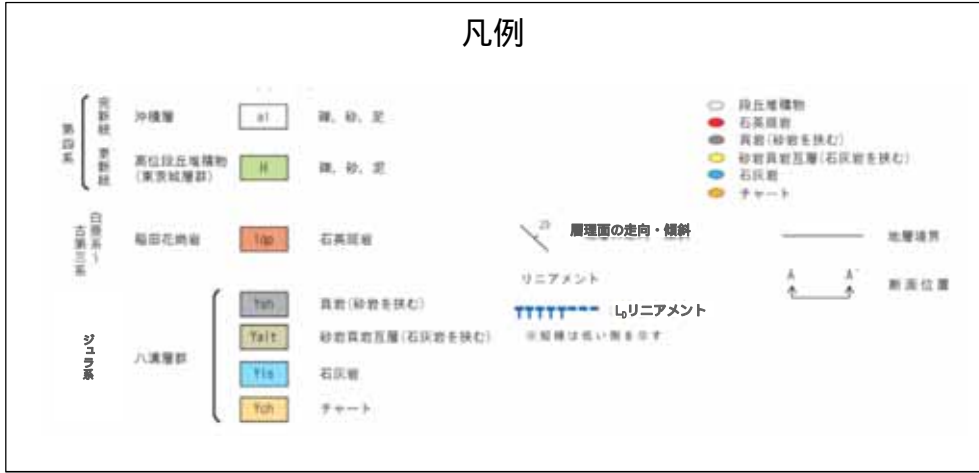 凡例
第四系
完新統
更新統
沖積層
al
礫、砂、泥
高位段丘堆積物
(東茨城層群)
H
礫、砂、泥
白亜系~
古第三系
稲田花崗岩
Iqp
石英斑岩
ジュラ系
八溝層群
Ysh
頁岩(砂岩を挟む)
Yalt
砂岩頁岩互層(石灰岩を挟む)
Yls
石灰岩
Ych
チャート
25
層理面の走向・傾斜
リニアメント
LDリニアメント
※短線は低い側を示す
段丘堆積物
石英斑岩
頁岩(砂岩を挟む)
砂岩頁岩互層(石灰岩を挟む)
石灰岩
チャート
地層境界
A A'
断面位置